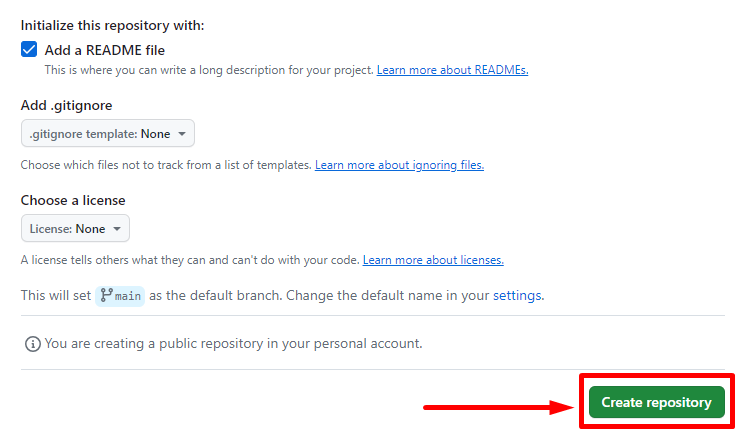 Initialize this repository with:
Add a README file
This is where you can write a long description for your project. Learn more about READMEs.
Add .gitignore
.gitignore template: None
Choose which files not to track from a list of templates. Learn more about ignoring files.
Choose a license
License: None
A license tells others what they can and can't do with your code. Learn more about licenses.
This will set main as the default branch. Change the default name in your settings.
You are creating a public repository in your personal account.
Create repository